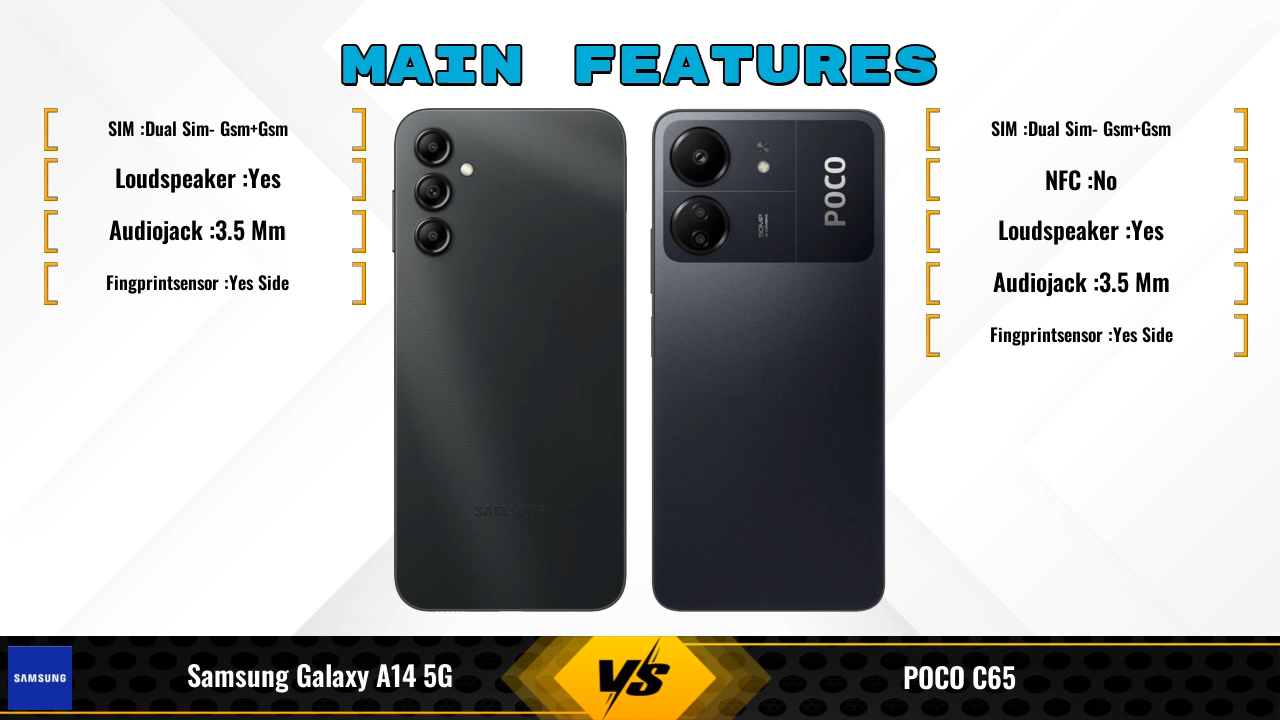 MAIN FEATURES
SIM :Dual Sim- Gsm+Gsm
Loudspeaker :Yes
Audiojack :3.5 Mm
Fingprintsensor :Yes Side
SAMSUNG
POCO
50MP
SIM :Dual Sim- Gsm+Gsm
NFC :No
Loudspeaker :Yes
Audiojack :3.5 Mm
Fingprintsensor :Yes Side
SAMSUNG
Samsung Galaxy A14 5G
VS
POCO C65